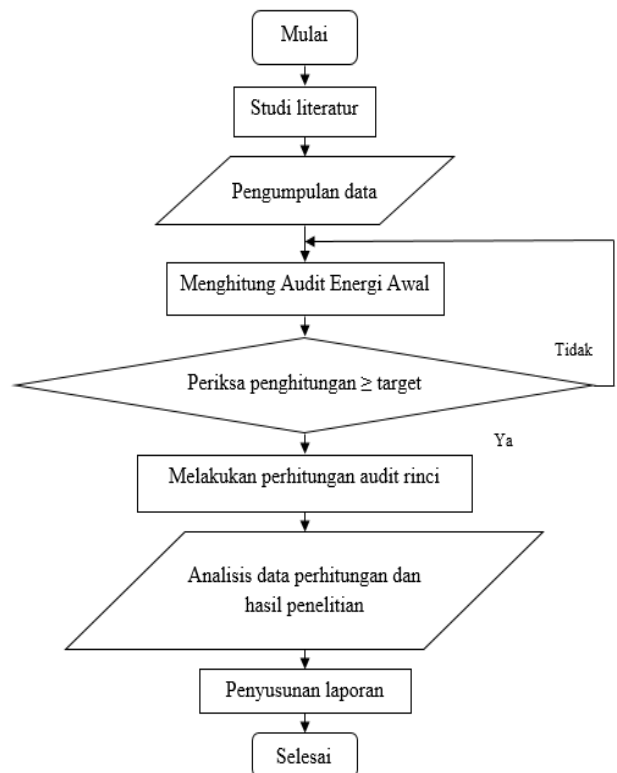 Mulai
Studi literatur
Pengumpulan data
Menghitung Audit Energi Awal
Tidak
Periksa penghitungan ≥ target
Ya
Melakukan perhitungan audit rinci
Analisis data perhitungan dan
hasil penelitian
Penyusunan laporan
Selesai